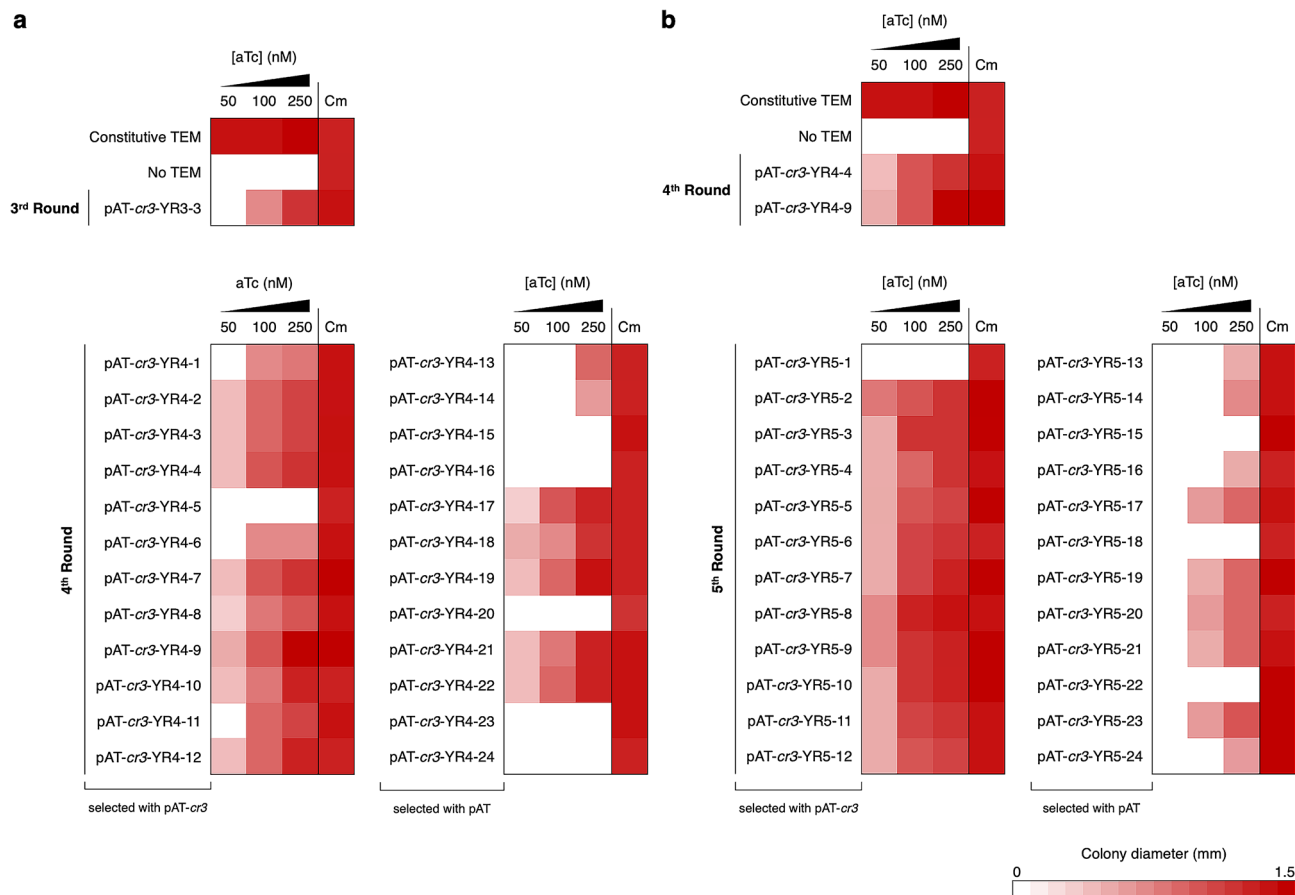 a
[aTc] (nM)
50 100 250 Cm
Constitutive TEM
No TEM
3rd Round
pAT-cr3-YR3-3
aTc (nM)
50 100 250 Cm
4th Round
pAT-cr3-YR4-1
pAT-cr3-YR4-2
pAT-cr3-YR4-3
pAT-cr3-YR4-4
pAT-cr3-YR4-5
pAT-cr3-YR4-6
pAT-cr3-YR4-7
pAT-cr3-YR4-8
pAT-cr3-YR4-9
pAT-cr3-YR4-10
pAT-cr3-YR4-11
pAT-cr3-YR4-12
selected with pAT-cr3
[aTc] (nM)
50 100 250 Cm
pAT-cr3-YR4-13
pAT-cr3-YR4-14
pAT-cr3-YR4-15
pAT-cr3-YR4-16
pAT-cr3-YR4-17
pAT-cr3-YR4-18
pAT-cr3-YR4-19
pAT-cr3-YR4-20
pAT-cr3-YR4-21
pAT-cr3-YR4-22
pAT-cr3-YR4-23
pAT-cr3-YR4-24
selected with pAT
b
[aTc] (nM)
50 100 250 Cm
Constitutive TEM
No TEM
4th Round
pAT-cr3-YR4-4
pAT-cr3-YR4-9
[aTc] (nM)
50 100 250 Cm
5th Round
pAT-cr3-YR5-1
pAT-cr3-YR5-2
pAT-cr3-YR5-3
pAT-cr3-YR5-4
pAT-cr3-YR5-5
pAT-cr3-YR5-6
pAT-cr3-YR5-7
pAT-cr3-YR5-8
pAT-cr3-YR5-9
pAT-cr3-YR5-10
pAT-cr3-YR5-11
pAT-cr3-YR5-12
selected with pAT-cr3
[aTc] (nM)
50 100 250 Cm
pAT-cr3-YR5-13
pAT-cr3-YR5-14
pAT-cr3-YR5-15
pAT-cr3-YR5-16
pAT-cr3-YR5-17
pAT-cr3-YR5-18
pAT-cr3-YR5-19
pAT-cr3-YR5-20
pAT-cr3-YR5-21
pAT-cr3-YR5-22
pAT-cr3-YR5-23
pAT-cr3-YR5-24
selected with pAT
Colony diameter (mm)
0 1.5